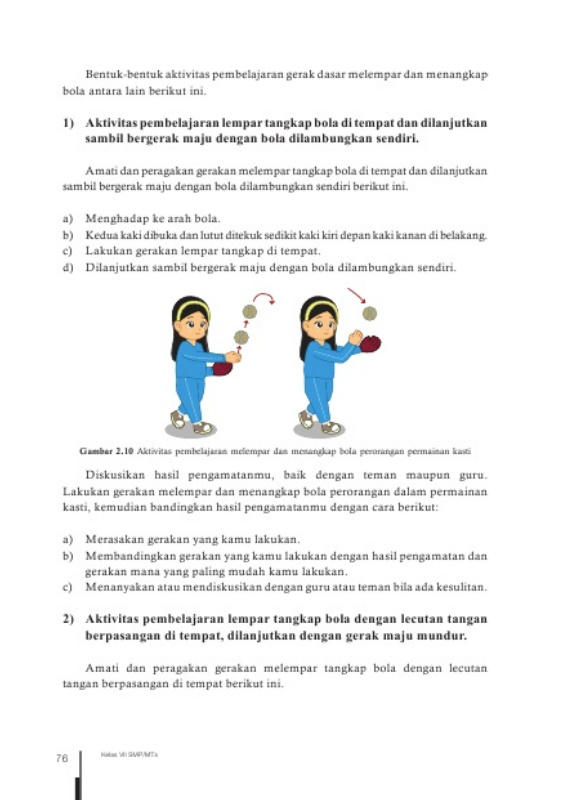 Bentuk-bentuk aktivitas pembelajaran gerak dasar melempar dan menangkap
bola antara lain berikut ini.
1) Aktivitas pembelajaran lempar tangkap bola di tempat dan dilanjutkan
sambil bergerak maju dengan bola dilambungkan sendiri.
Amati dan peragakan gerakan melempar tangkap bola di tempat dan dilanjutkan
sambil bergerak maju dengan bola dilambungkan sendiri berikut ini.
a) Menghadap ke arah bola.
b) Kedua kaki dibuka dan lutut ditekuk sedikit kaki kiri depan kaki kanan di belakang.
c) Lakukan gerakan lempar tangkap di tempat.
d) Dilanjutkan sambil bergerak maju dengan bola dilambungkan sendiri.
Gambar 2.10 Aktivitas pembelajaran melempar dan menangkap bola perorangan permainan kasti
Diskusikan hasil pengamatanmu, baik dengan teman maupun guru.
Lakukan gerakan melempar dan menangkap bola perorangan dalam permainan
kasti, kemudian bandingkan hasil pengamatanmu dengan cara berikut:
a) Merasakan gerakan yang kamu lakukan.
b) Membandingkan gerakan yang kamu lakukan dengan hasil pengamatan dan
gerakan mana yang paling mudah kamu lakukan.
c) Menanyakan atau mendiskusikan dengan guru atau teman bila ada kesulitan.
2) Aktivitas pembelajaran lempar tangkap bola dengan lecutan tangan
berpasangan di tempat, dilanjutkan dengan gerak maju mundur.
Amati dan peragakan gerakan melempar tangkap bola dengan lecutan
tangan berpasangan di tempat berikut ini.
76 Kelas VII SMP/MTs